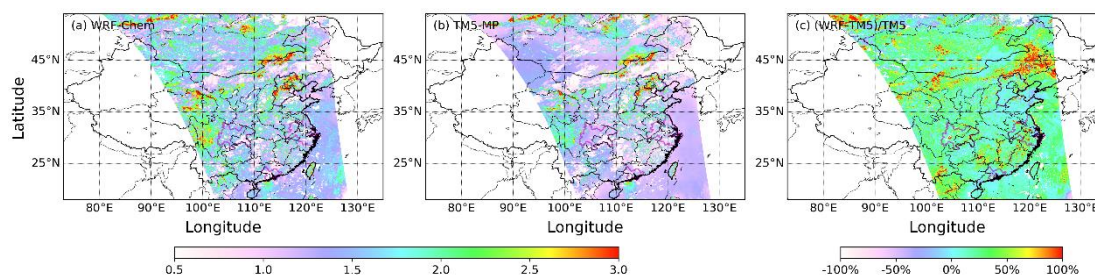 (a) WRF-Chem
(b) TM5-MP
(c) (WRF-TM5)/TM5
Latitude
45°N
35°N
25°N
45°N
35°N
25°N
45°N
35°N
25°N
80°E 90°E 100°E 110°E 120°E 130°E
80°E 90°E 100°E 110°E 120°E 130°E
80°E 90°E 100°E 110°E 120°E 130°E
Longitude
Longitude
Longitude
0.5 1.0 1.5 2.0 2.5 3.0
-100% -50% 0% 50% 100%